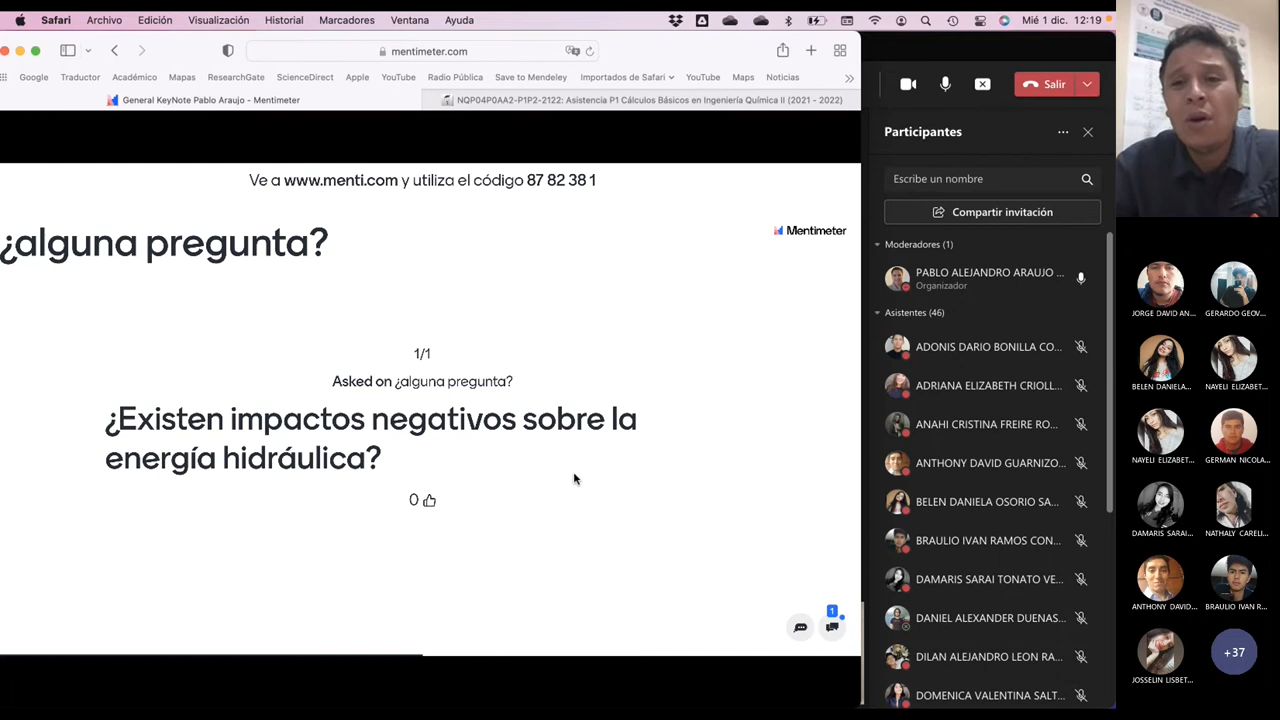 Safari Archivo Edición Visualización Historial Marcadores Ventana Ayuda Mié 1 dic. 12:19
mentimeter.com
Google Traductor Académico Mapas ResearchGate ScienceDirect Apple YouTube Radio Pública Save to Mendeley Importados de Safari YouTube Maps Noticias
General KeyNote Pablo Araujo - Mentimeter
NQP04P0AA2-P1P2-2122: Asistencia P1 Cálculos Básicos en Ingeniería Química II (2021 - 2022)
Ve a www.menti.com y utiliza el código 87 82 38 1
¿alguna pregunta?
Mentimeter
1/1
Asked on ¿alguna pregunta?
¿Existen impactos negativos sobre la
energía hidráulica?
0
1
Salir
Participantes
Escribe un nombre
Compartir invitación
Moderadores (1)
PABLO ALEJANDRO ARAUJO ...
Organizador
Asistentes (46)
ADONIS DARIO BONILLA CO...
ADRIANA ELIZABETH CRIOLL...
ANAHI CRISTINA FREIRE RO...
ANTHONY DAVID GUARNIZO...
BELEN DANIELA OSORIO SA...
BRAULIO IVAN RAMOS CON...
DAMARIS SARAI TONATO VE...
DANIEL ALEXANDER DUENAS...
DILAN ALEJANDRO LEON RA...
DOMENICA VALENTINA SALT...
JORGE DAVID AN...
GERARDO GEOV...
BELEN DANIELA...
NAYELI ELIZABET...
NAYELI ELIZABET...
GERMAN NICOLA...
DAMARIS SARAI...
NATHALY CARELI...
ANTHONY DAVID...
BRAULIO IVAN R...
JOSSELIN LISBET...
+37